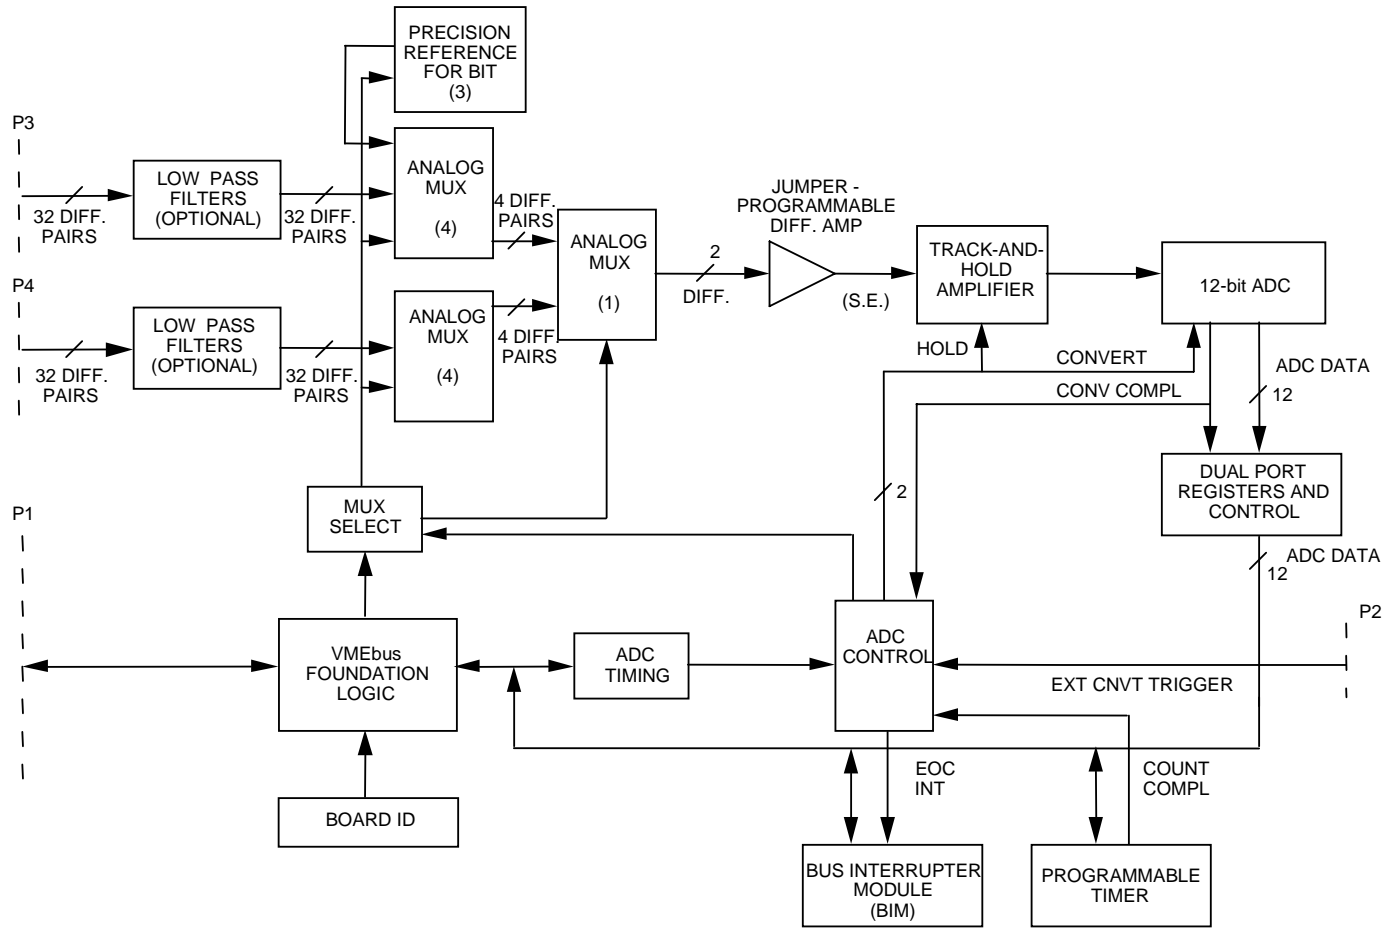 PRECISION
REFERENCE
FOR BIT
(3)
P3
LOW PASS
FILTERS
(OPTIONAL)
32 DIFF.
PAIRS
32 DIFF.
PAIRS
ANALOG
MUX
(4)
4 DIFF.
PAIRS
ANALOG
MUX
(1)
2
DIFF.
JUMPER -
PROGRAMMABLE
DIFF. AMP
(S.E.)
TRACK-AND-
HOLD
AMPLIFIER
12-bit ADC
P4
LOW PASS
FILTERS
(OPTIONAL)
32 DIFF.
PAIRS
32 DIFF.
PAIRS
ANALOG
MUX
(4)
4 DIFF.
PAIRS
HOLD
CONVERT
CONV COMPL
ADC DATA
12
2
DUAL PORT
REGISTERS AND
CONTROL
ADC DATA
12
P1
MUX
SELECT
VMEbus
FOUNDATION
LOGIC
ADC
TIMING
ADC
CONTROL
P2
EXT CNVT TRIGGER
BOARD ID
EOC
INT
COUNT
COMPL
BUS INTERRUPTER
MODULE
(BIM)
PROGRAMMABLE
TIMER